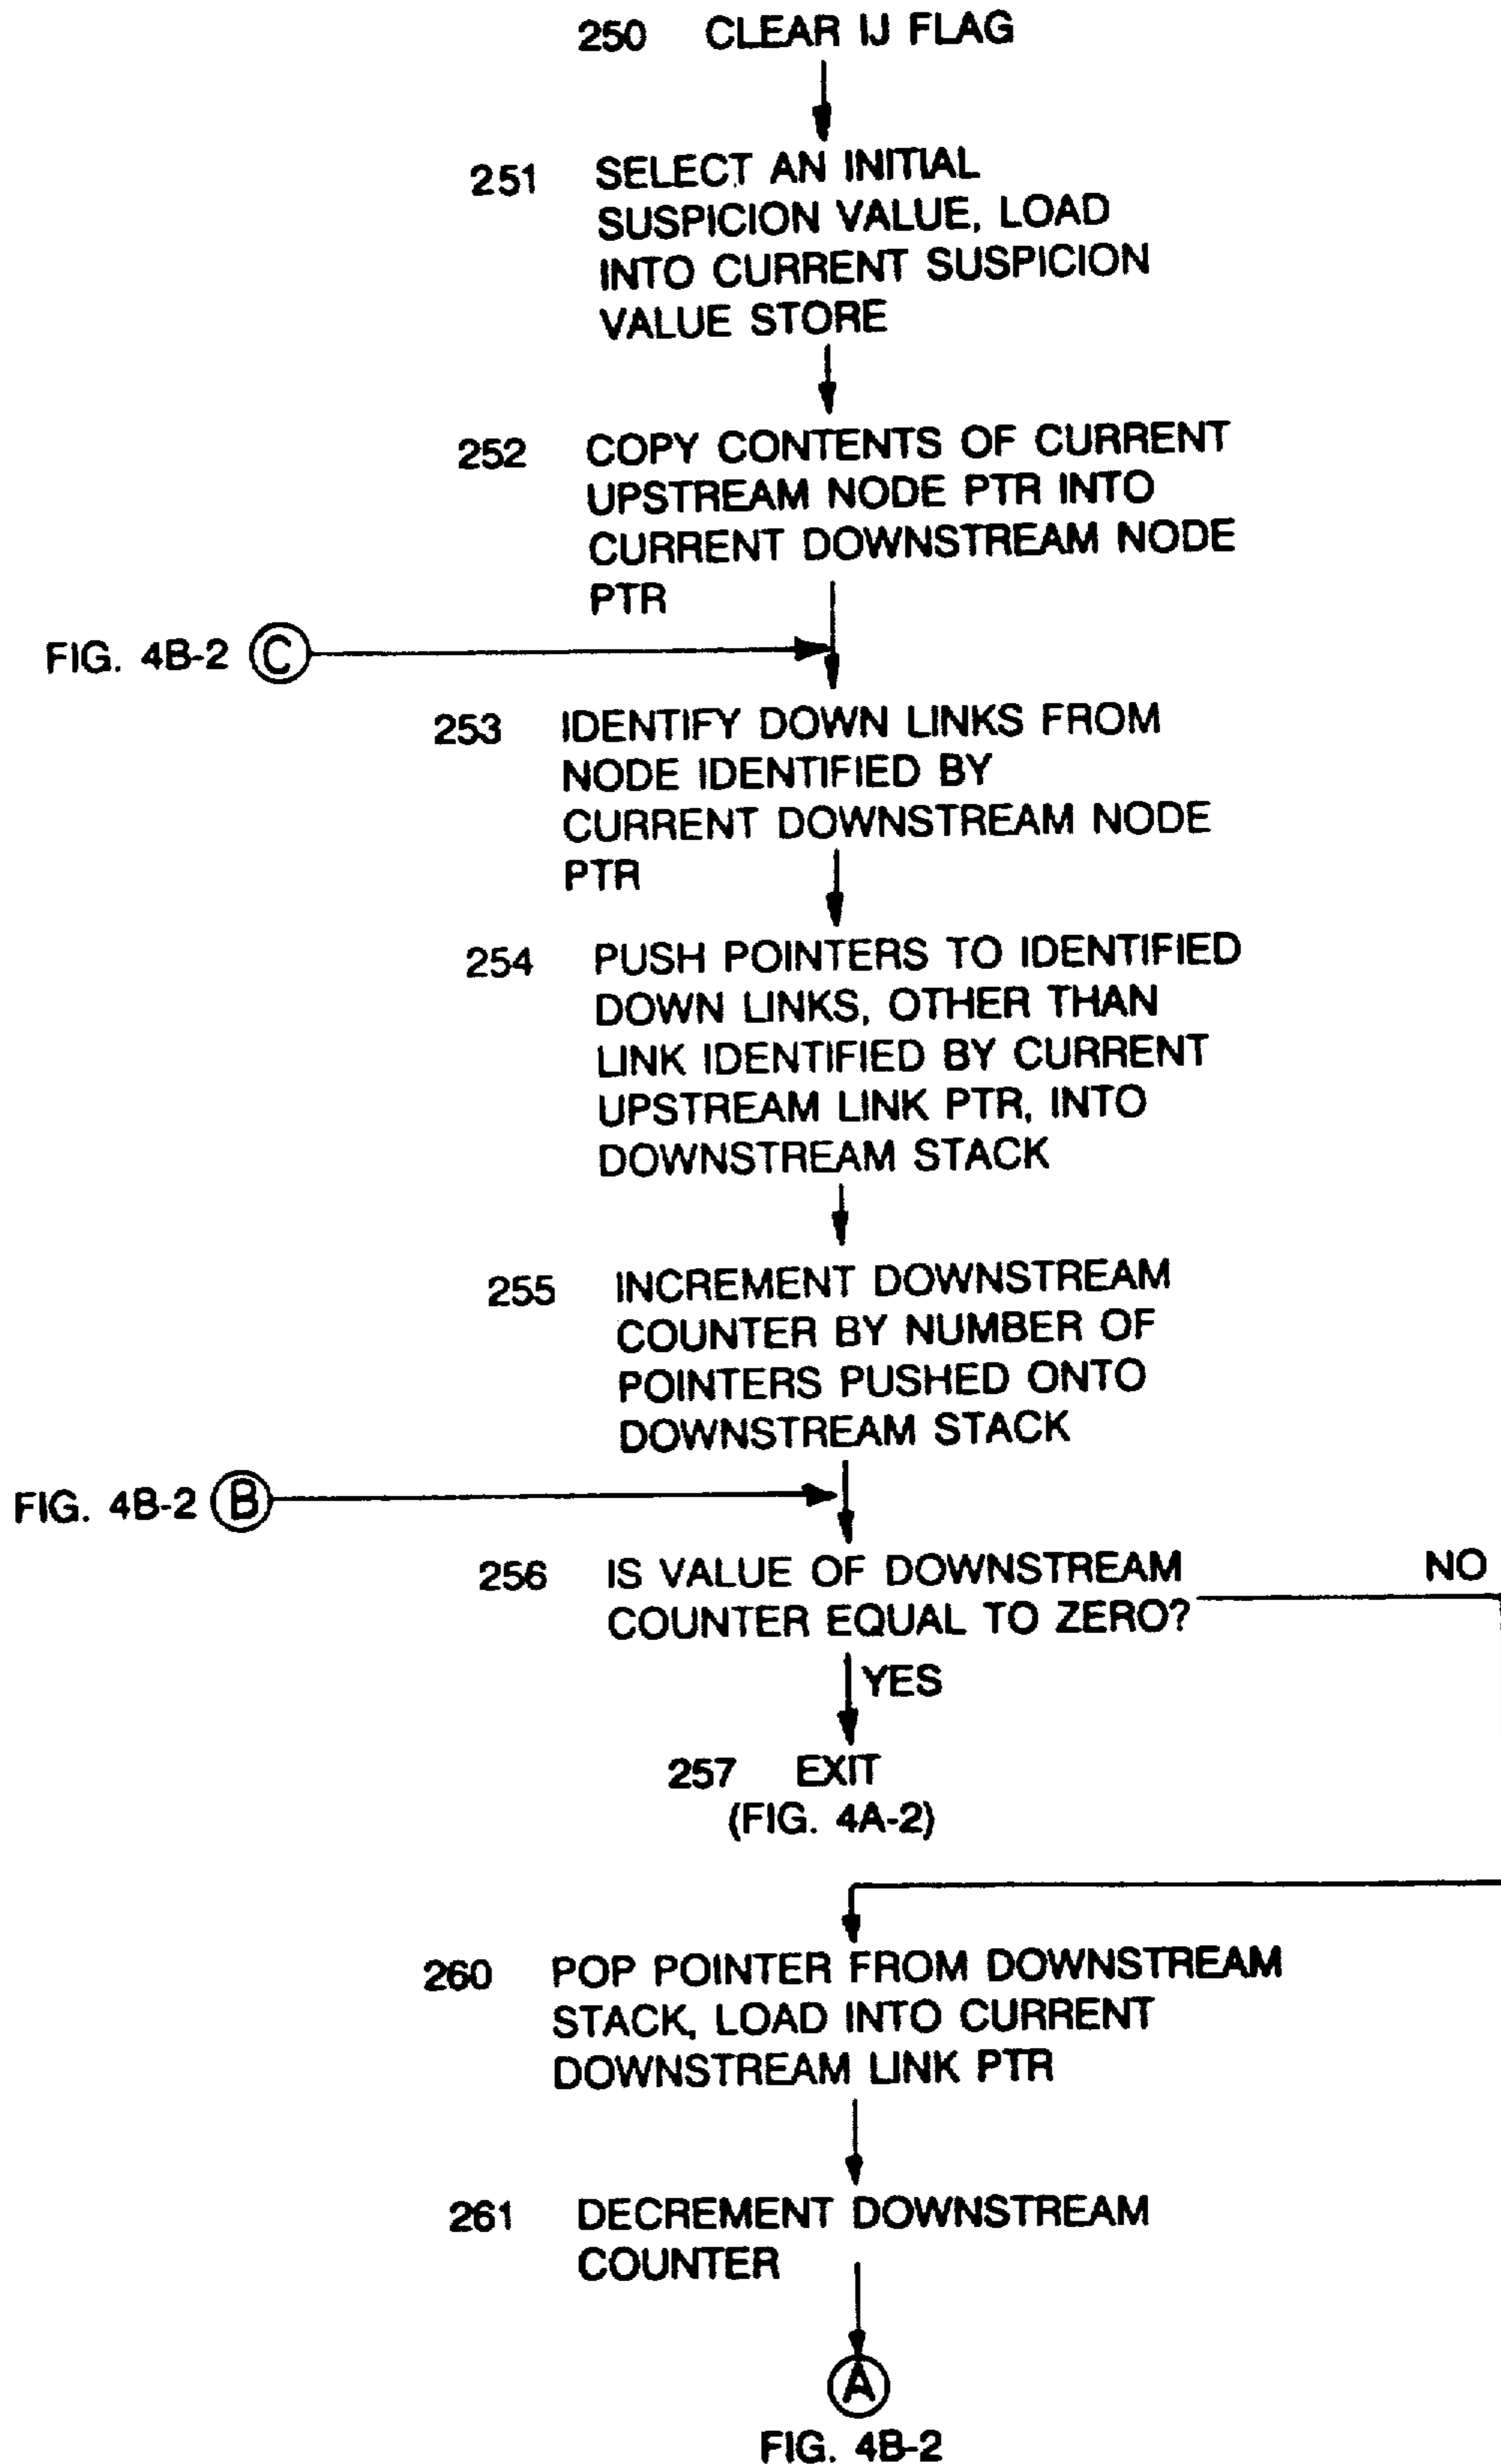 250 CLEAR IJ FLAG
251 SELECT AN INITIAL
SUSPICION VALUE, LOAD
INTO CURRENT SUSPICION
VALUE STORE
252 COPY CONTENTS OF CURRENT
UPSTREAM NODE PTR INTO
CURRENT DOWNSTREAM NODE
PTR
FIG. 4B-2 C
253 IDENTIFY DOWN LINKS FROM
NODE IDENTIFIED BY
CURRENT DOWNSTREAM NODE
PTR
254 PUSH POINTERS TO IDENTIFIED
DOWN LINKS, OTHER THAN
LINK IDENTIFIED BY CURRENT
UPSTREAM LINK PTR, INTO
DOWNSTREAM STACK
255 INCREMENT DOWNSTREAM
COUNTER BY NUMBER OF
POINTERS PUSHED ONTO
DOWNSTREAM STACK
FIG. 4B-2 B
256 IS VALUE OF DOWNSTREAM NO
COUNTER EQUAL TO ZERO?
YES
257 EXIT
(FIG. 4A-2)
260 POP POINTER FROM DOWNSTREAM
STACK, LOAD INTO CURRENT
DOWNSTREAM LINK PTR
261 DECREMENT DOWNSTREAM
COUNTER
A
FIG. 4B-2